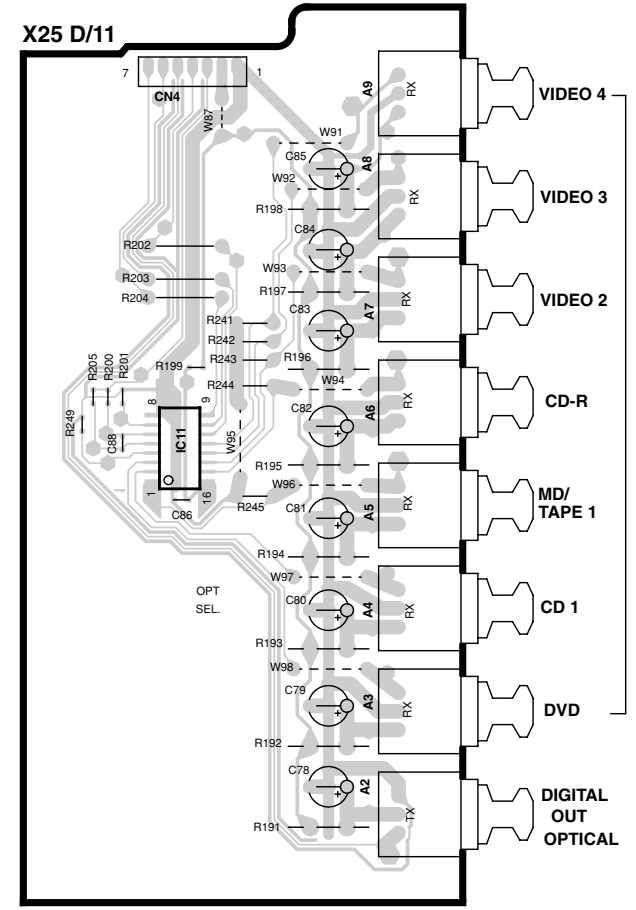 X25 D/11
7
1
CN4
W87
A9
RX
VIDEO 4
W91
C85
A8
W92
RX
VIDEO 3
R198
C84
R202
W93
R203
R197
R204
C83
A7
RX
VIDEO 2
R241
R242
R243
R196
R205
R200
R201
R199
W94
R244
8
9
C82
A6
RX
CD-R
R249
C88
IC11
W95
R195
1
16
W96
C86
R245
C81
A5
RX
MD/
TAPE 1
R194
W97
OPT
SEL.
C80
A4
RX
CD 1
R193
W98
C79
A3
RX
DVD
R192
C78
A2
TX
DIGITAL
OUT
OPTICAL
R191